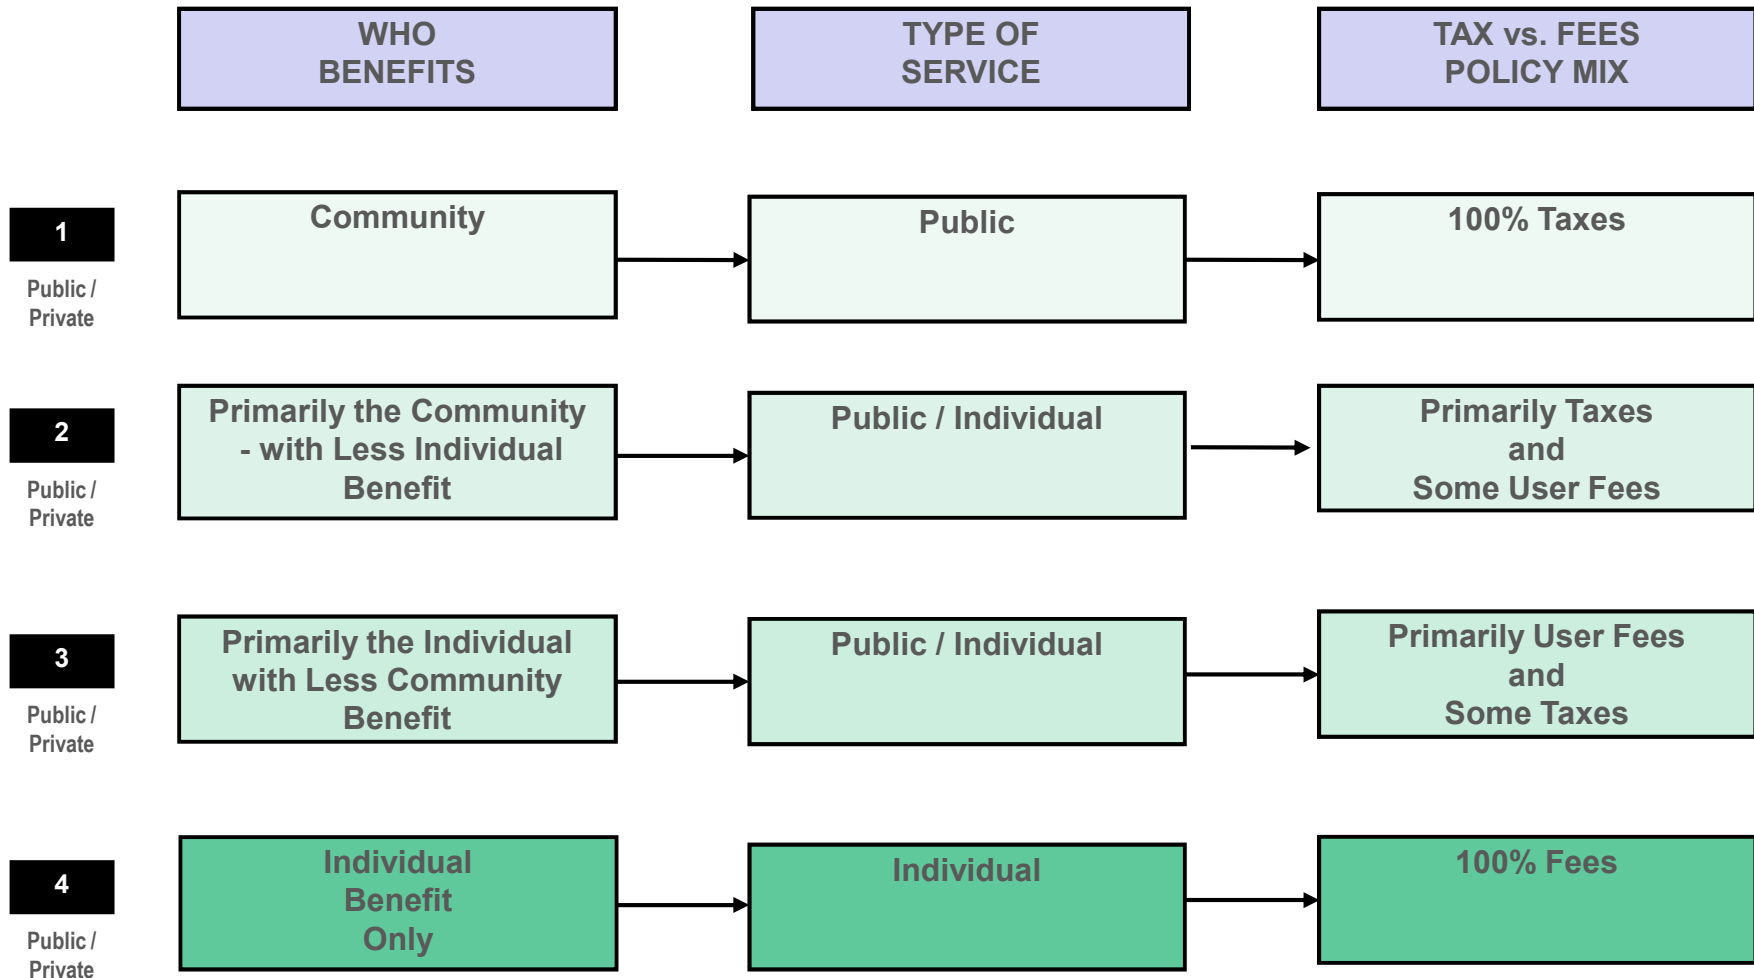 WHO
BENEFITS
TYPE OF
SERVICE
TAX vs. FEES
POLICY MIX
1
Public /
Private
Community
Public
100% Taxes
2
Public /
Private
Primarily the Community
- with Less Individual
Benefit
Public / Individual
Primarily Taxes
and
Some User Fees
3
Public /
Private
Primarily the Individual
with Less Community
Benefit
Public / Individual
Primarily User Fees
and
Some Taxes
4
Public /
Private
Individual
Benefit
Only
Individual
100% Fees